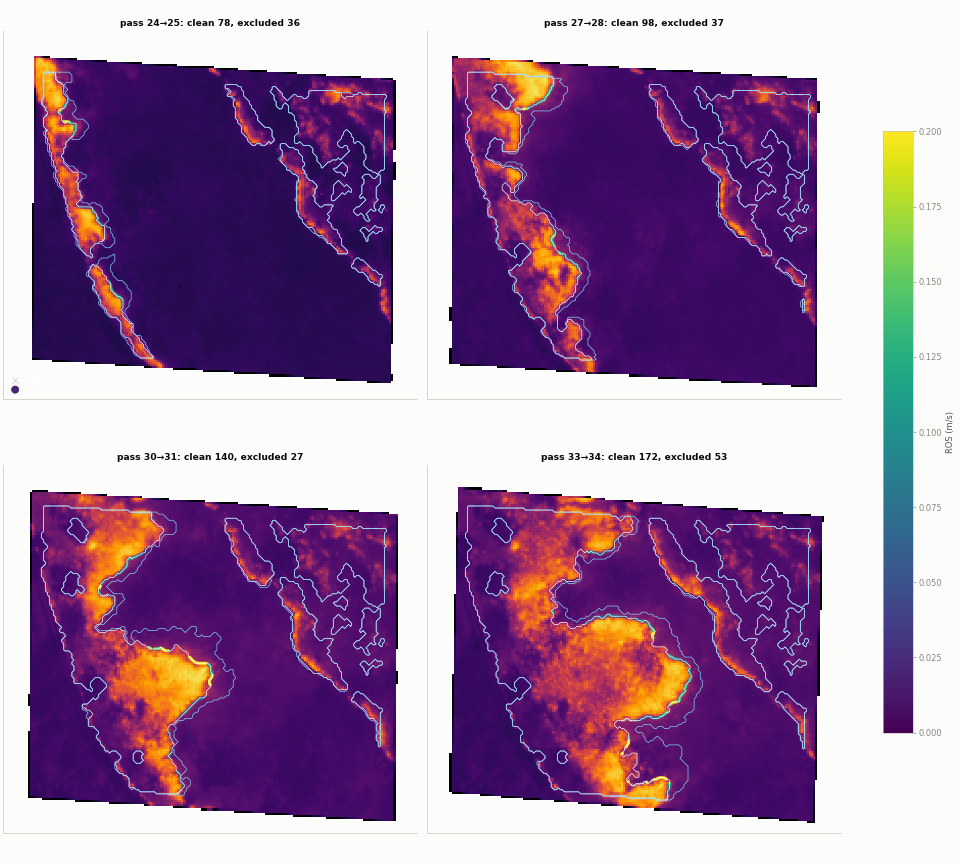 pass 24→25: clean 78, excluded 36
pass 27→28: clean 98, excluded 37
0.200
0.175
0.150
0.125
0.100
0.075
0.050
0.025
0.000
ROS (m/s)
pass 30→31: clean 140, excluded 27
pass 33→34: clean 172, excluded 53